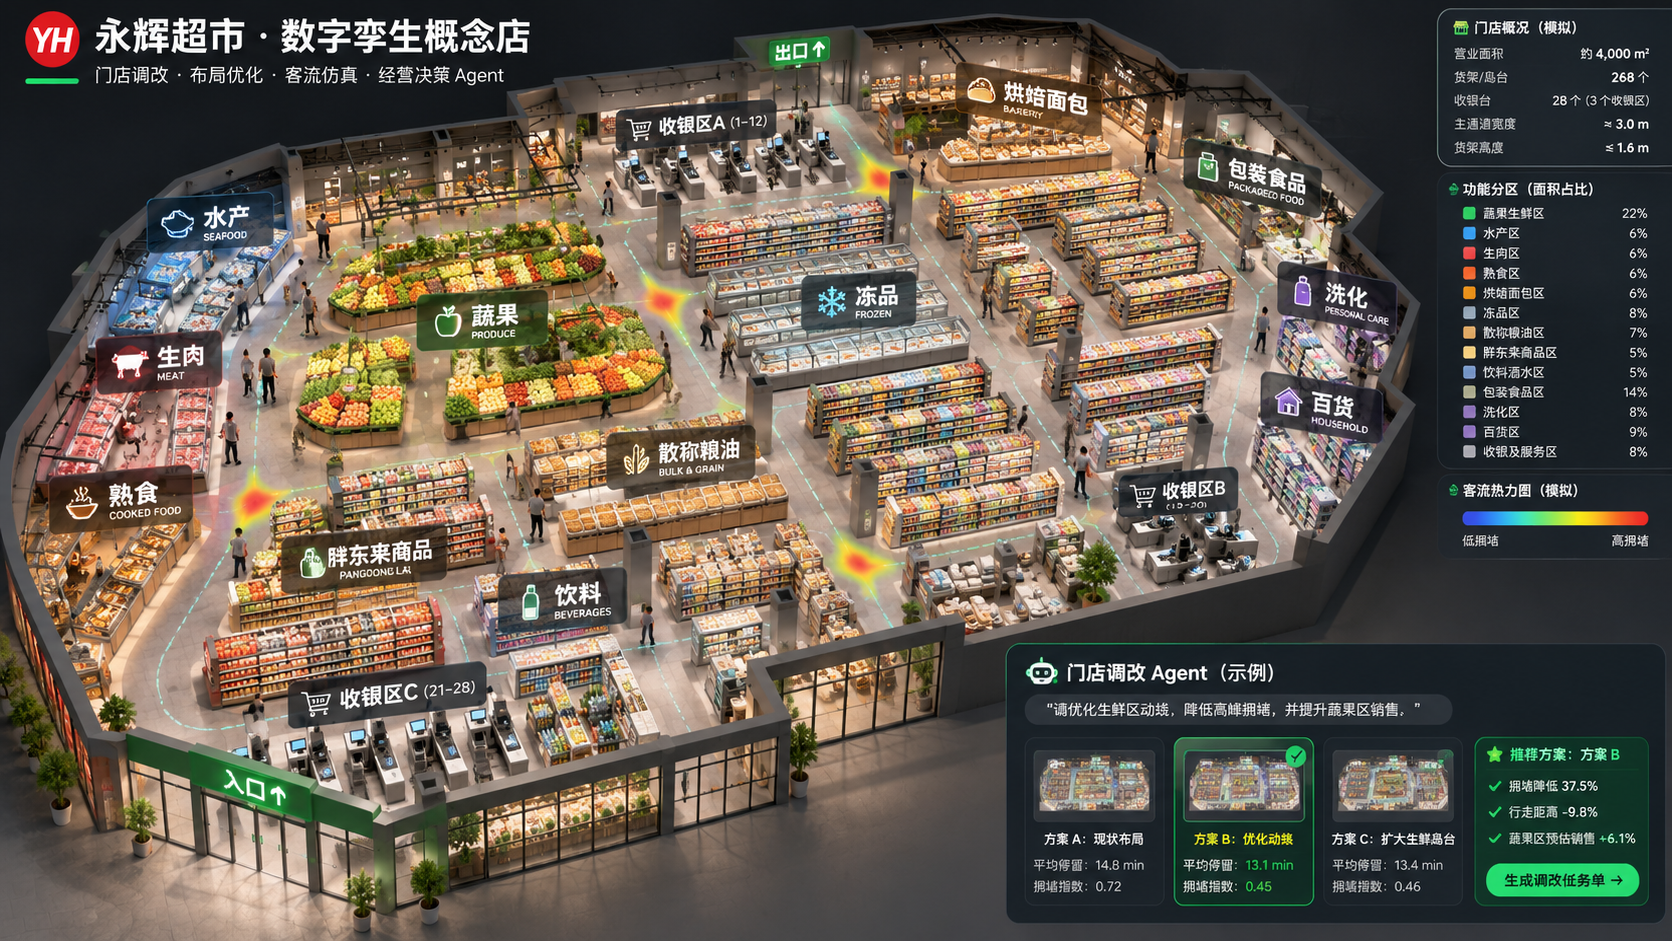 YH
永辉超市 · 数字孪生概念店
门店调改 · 布局优化 · 客流仿真 · 经营决策 Agent
出口↑
收银区A (1-12)
烘焙面包
BAKERY
包装食品
PACKAGED FOOD
水产
SEAFOOD
蔬果
PRODUCE
冻品
FROZEN
洗化
PERSONAL CARE
生肉
MEAT
百货
HOUSEHOLD
散称粮油
BULK & GRAIN
熟食
COOKED FOOD
收银区B
胖东来商品
饮料
BEVERAGES
收银区C (21-28)
入口↑
门店概况（模拟）
营业面积 约 4,000 m²
货架/岛台 268 个
收银台 28 个 (3 个收银区)
主通道宽度 ≈ 3.0 m
货架高度 ≤ 1.6 m
功能分区（面积占比）
蔬果生鲜区 22%
水产区 6%
生肉区 6%
熟食区 6%
烘焙面包区 6%
冻品区 8%
散称粮油区 7%
胖东来商品区 5%
饮料酒水区 5%
包装食品区 14%
洗化区 8%
百货区 9%
收银及服务区 8%
客流热力图（模拟）
低拥堵 高拥堵
门店调改 Agent（示例）
“请优化生鲜区动线，降低高峰拥堵，并提升蔬果区销售。”
方案 A：现状布局
平均停留：14.8 min
拥堵指数：0.72
方案 B：优化动线
平均停留：13.1 min
拥堵指数：0.45
方案 C：扩大生鲜岛台
平均停留：13.4 min
拥堵指数：0.46
推荐方案：方案 B
拥堵降低 37.5%
行走距离 -9.8%
蔬果区预估销售 +6.1%
生成调改任务单 →